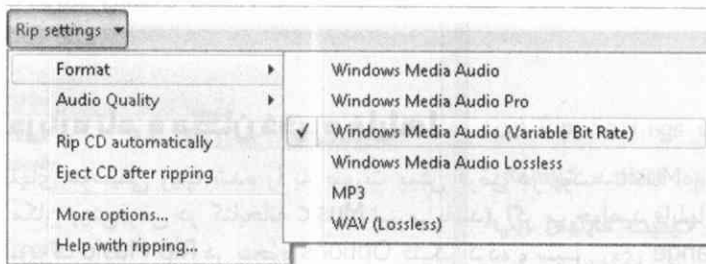 Rip settings
Format
Audio Quality
Rip CD automatically
Eject CD after ripping
More options...
Help with ripping...
Windows Media Audio
Windows Media Audio Pro
Windows Media Audio (Variable Bit Rate)
Windows Media Audio Lossless
MP3
WAV (Lossless)